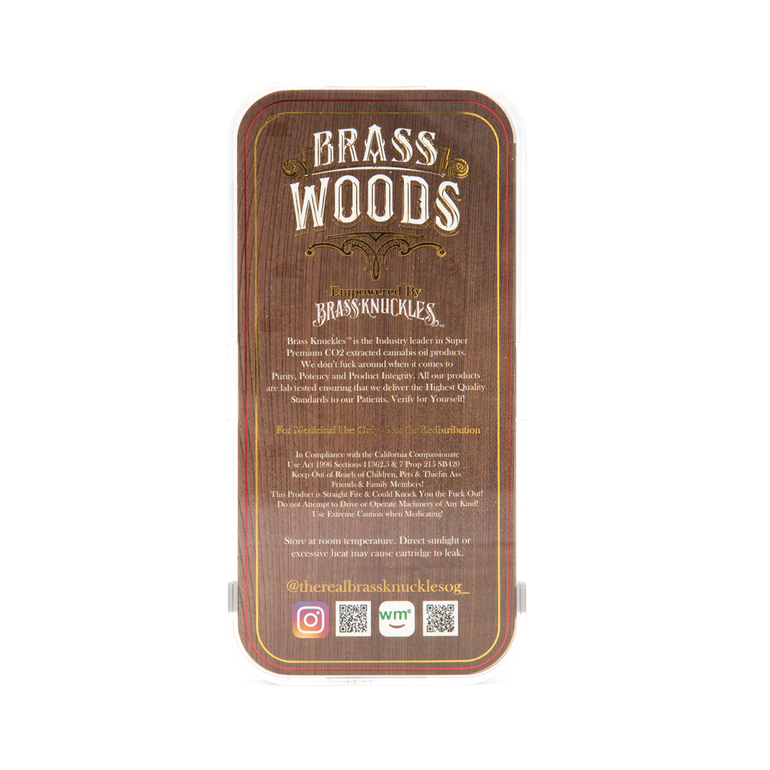 BRASS
WOODS
Empowered By
BRASS·KNUCKLES™
Brass Knuckles™ is the Industry leader in Super
Premium CO2 extracted cannabis oil products.
We don't fuck around when it comes to
Purity, Potency and Product Integrity. All our products
are lab tested ensuring that we deliver the Highest Quality
Standards to our Patients. Verify for Yourself!
For Medicinal Use Only - Not for Redistribution
In Compliance with the California Compassionate
Use Act 1996 Sections 11362.5 & 7 Prop 215 SB420
Keep Out of Reach of Children, Pets & Thiefin Ass
Friends & Family Members!
This Product is Straight Fire & Could Knock You the Fuck Out!
Do not Attempt to Drive or Operate Machinery of Any Kind!
Use Extreme Caution when Medicating!
Store at room temperature. Direct sunlight or
excessive heat may cause cartridge to leak.
@therealbrassknucklesog_
wm